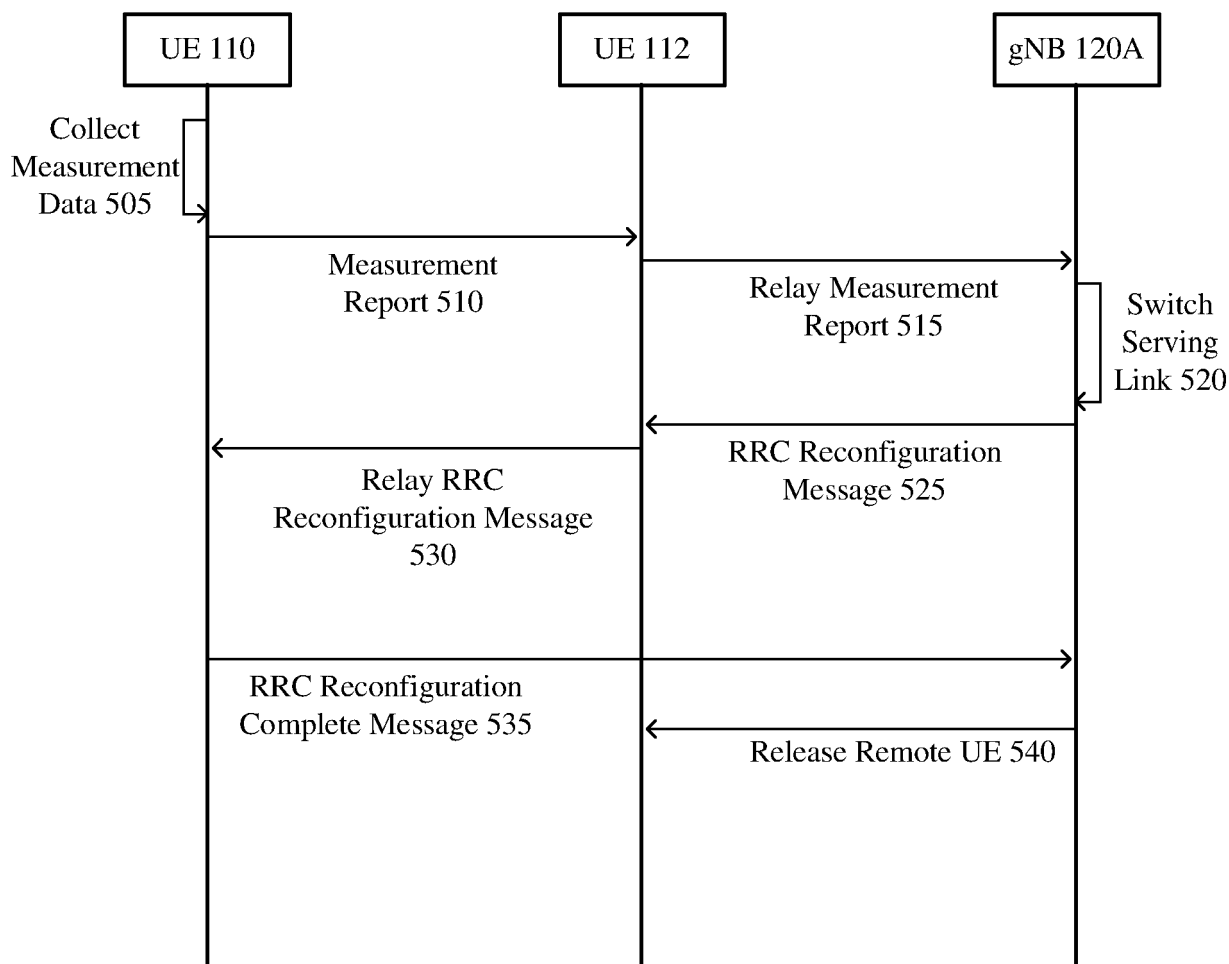 UE 110
UE 112
gNB 120A
Collect
Measurement
Data 505
Measurement
Report 510
Relay Measurement
Report 515
Switch
Serving
Link 520
RRC Reconfiguration
Message 525
Relay RRC
Reconfiguration Message
530
RRC Reconfiguration
Complete Message 535
Release Remote UE 540